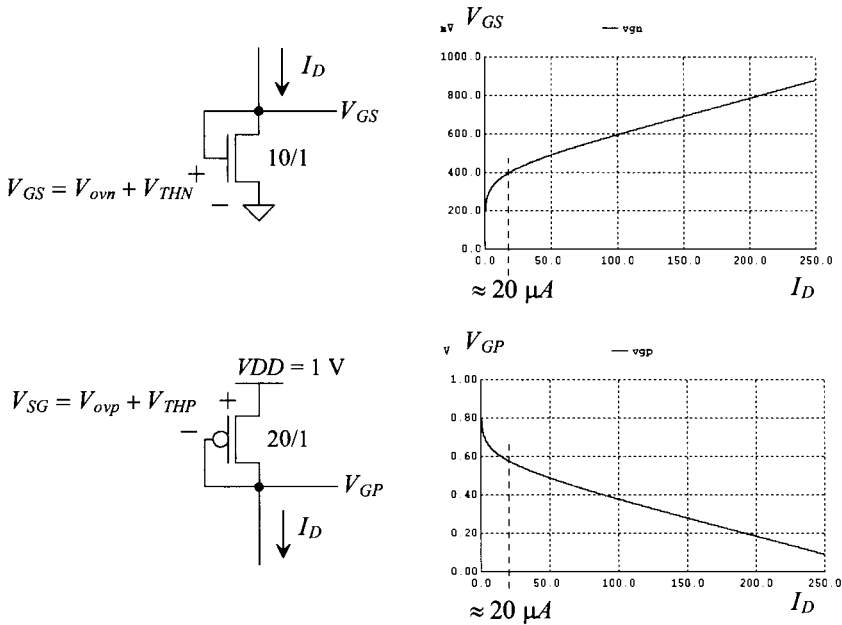 I_D
V_GS
10/1
+
V_GS = V_ovn + V_THN
−
mV V_GS
vgn
1000.0
800.0
600.0
400.0
200.0
0.0
0.0 50.0 100.0 150.0 200.0 250.0
≈ 20 μA
I_D
VDD = 1 V
V_SG = V_ovp + V_THP
+
−
20/1
V_GP
I_D
V V_GP
vgp
1.00
0.80
0.60
0.40
0.20
0.00
0.0 50.0 100.0 150.0 200.0 250.0
≈ 20 μA
I_D